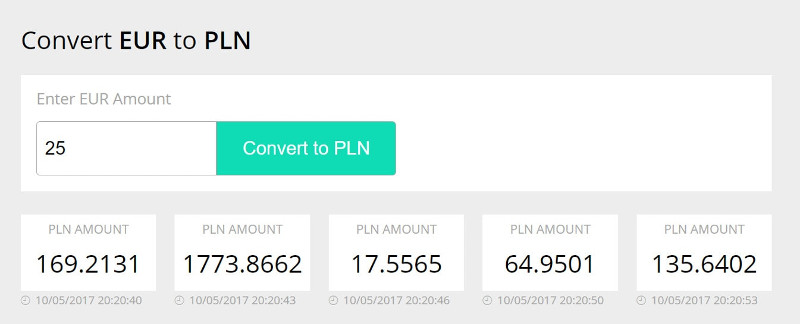 Convert EUR to PLN
Enter EUR Amount
25
Convert to PLN
PLN AMOUNT
169.2131
10/05/2017 20:20:40
PLN AMOUNT
1773.8662
10/05/2017 20:20:43
PLN AMOUNT
17.5565
10/05/2017 20:20:46
PLN AMOUNT
64.9501
10/05/2017 20:20:50
PLN AMOUNT
135.6402
10/05/2017 20:20:53